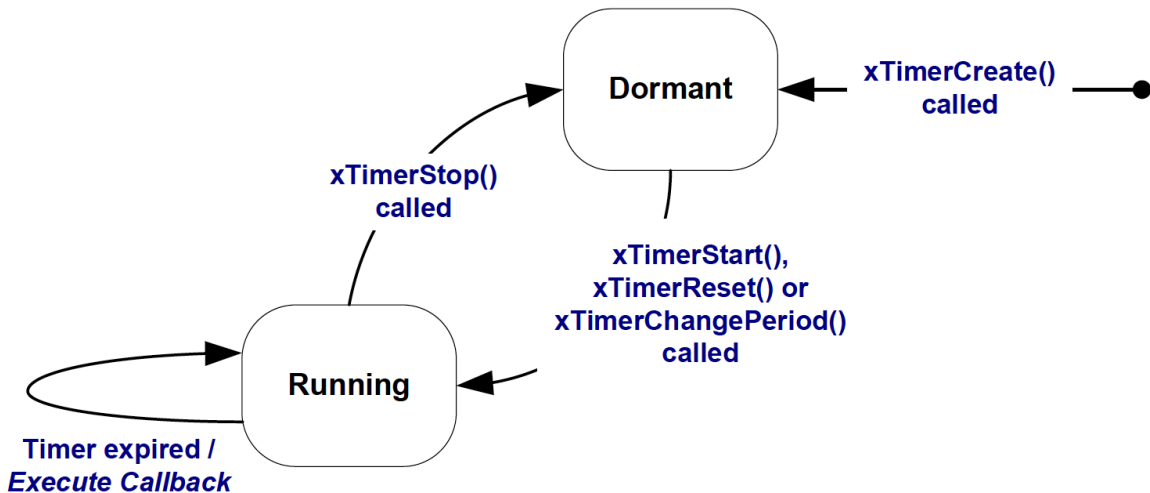 Dormant
xTimerCreate()
called
xTimerStop()
called
xTimerStart(),
xTimerReset() or
xTimerChangePeriod()
called
Running
Timer expired /
Execute Callback